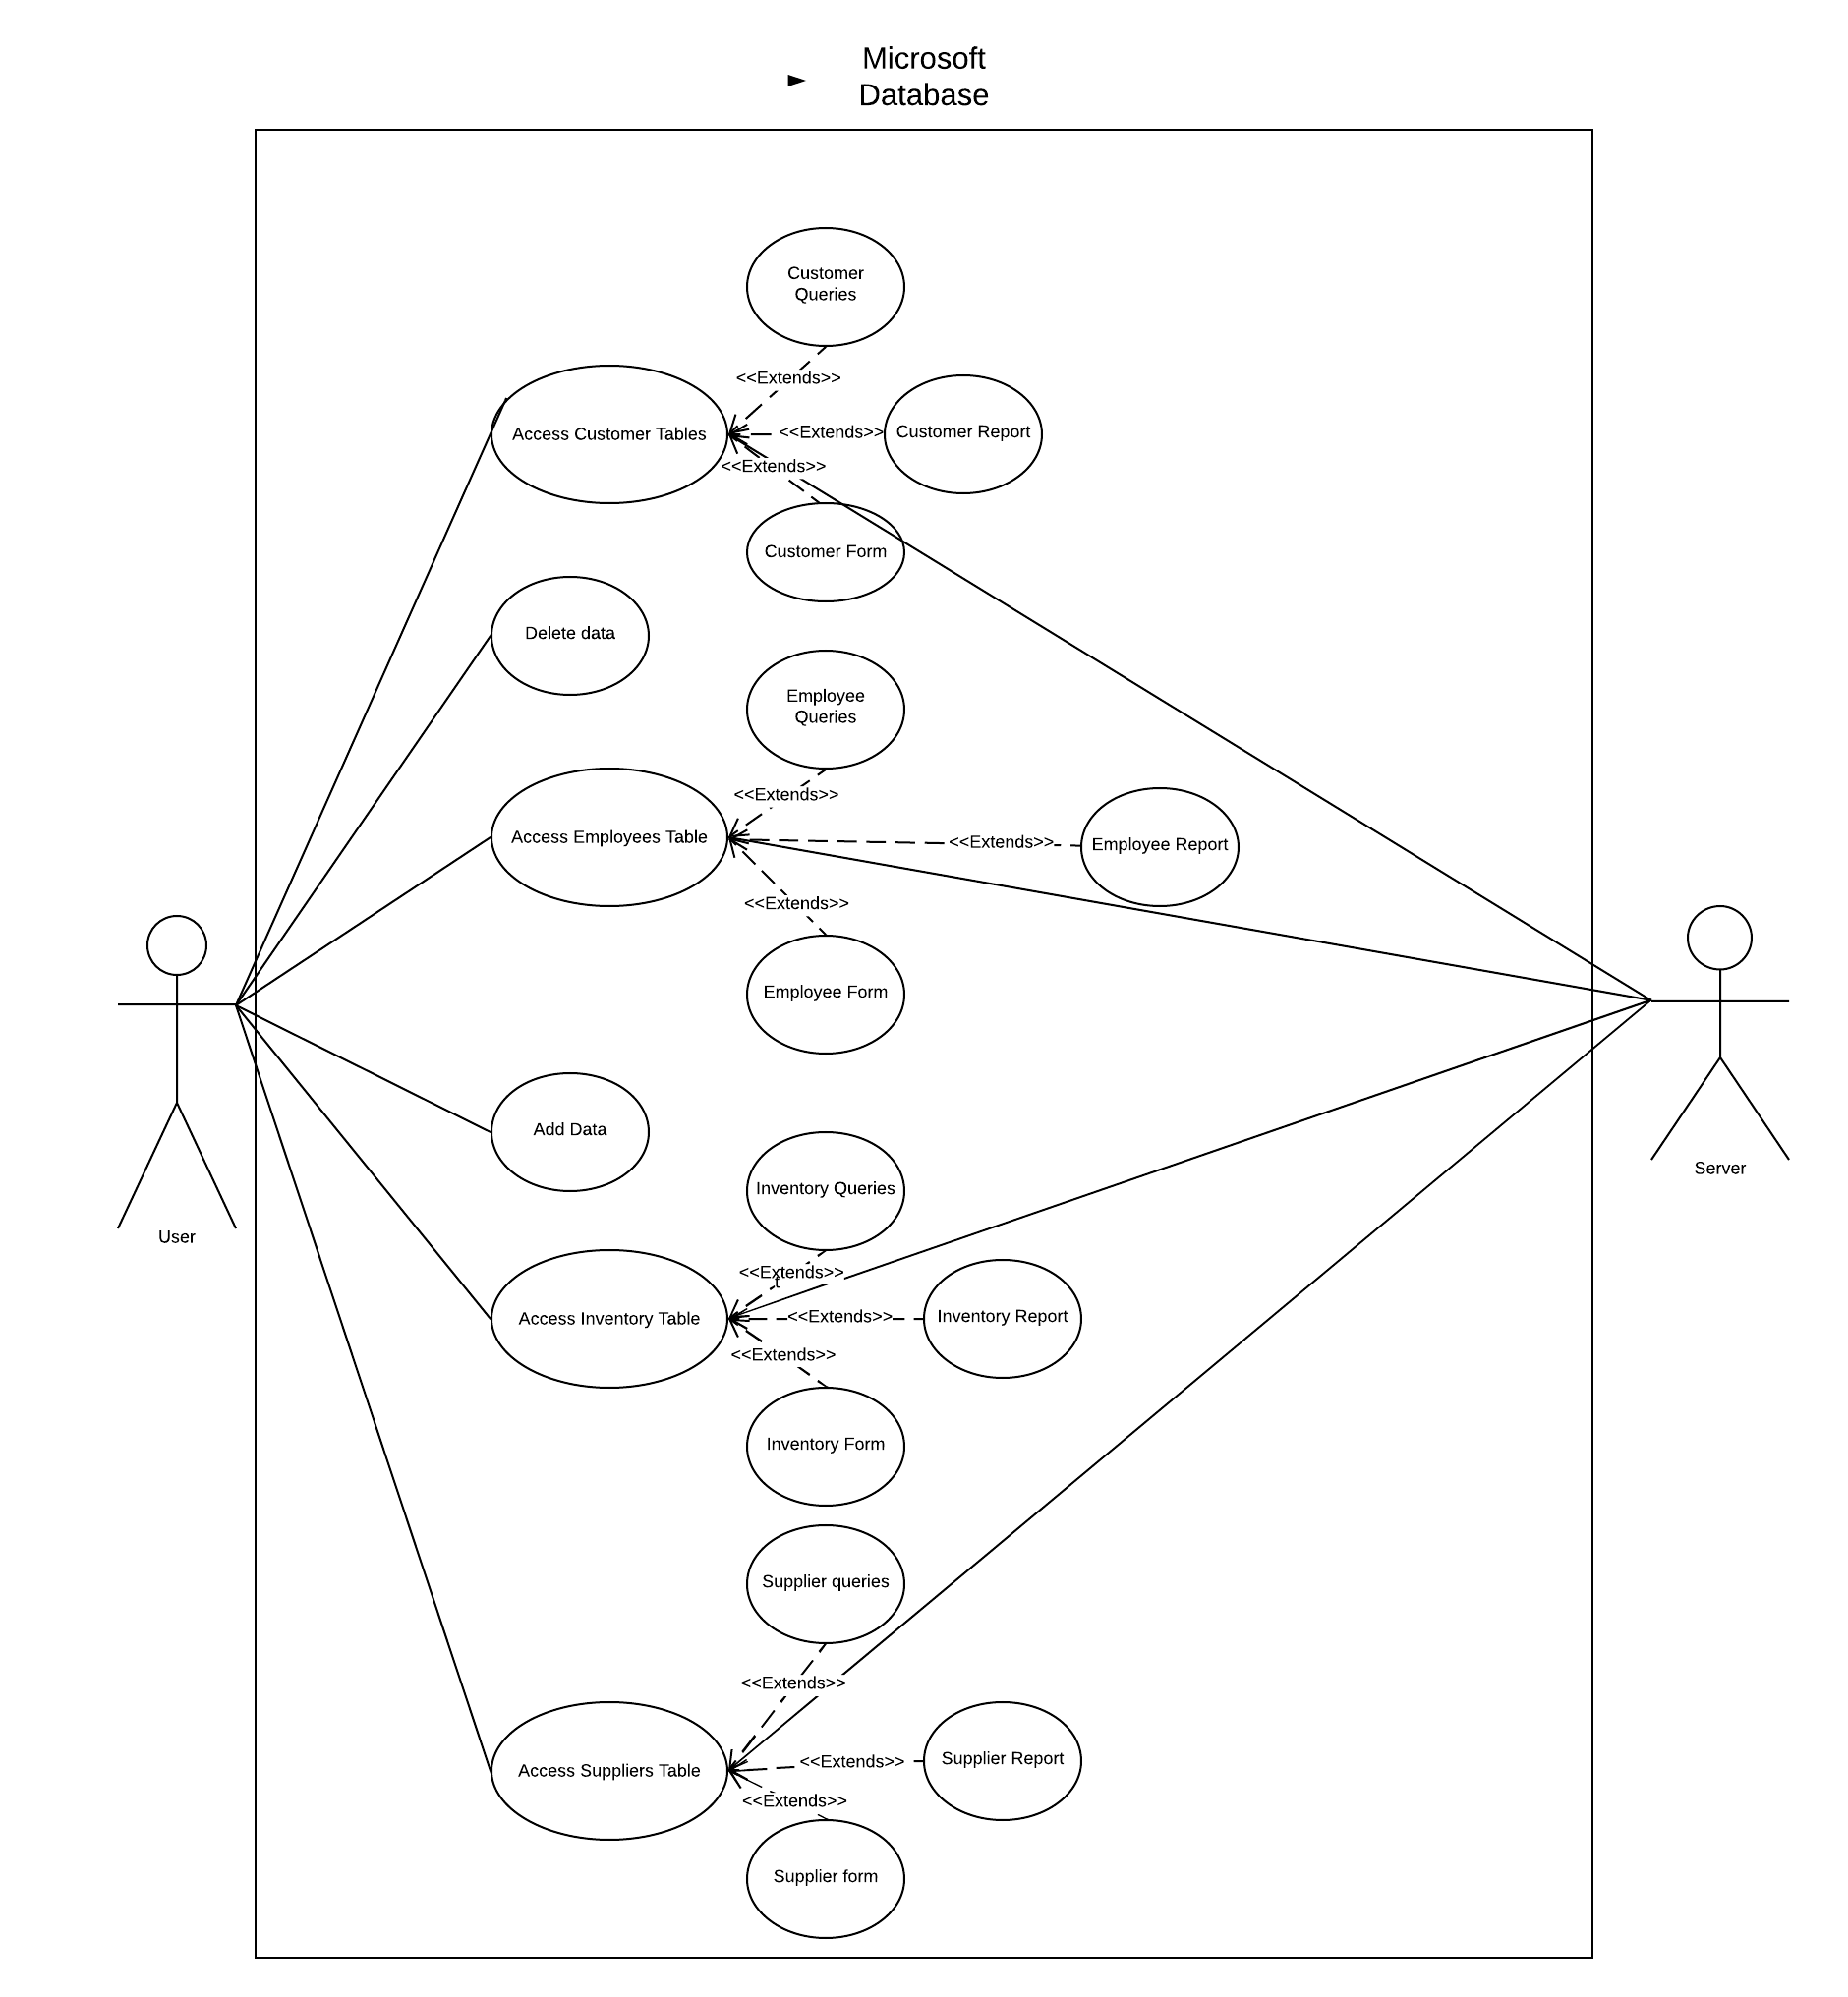 Microsoft
Database
Customer
Queries
<<Extends>>
Access Customer Tables
<<Extends>>
Customer Report
<<Extends>>
Customer Form
Delete data
Employee
Queries
<<Extends>>
Access Employees Table
<<Extends>>
Employee Report
<<Extends>>
Employee Form
Add Data
Server
Inventory Queries
User
<<Extends>>
t
Access Inventory Table
<<Extends>>
Inventory Report
<<Extends>>
Inventory Form
Supplier queries
<<Extends>>
Access Suppliers Table
<<Extends>>
Supplier Report
<<Extends>>
Supplier form